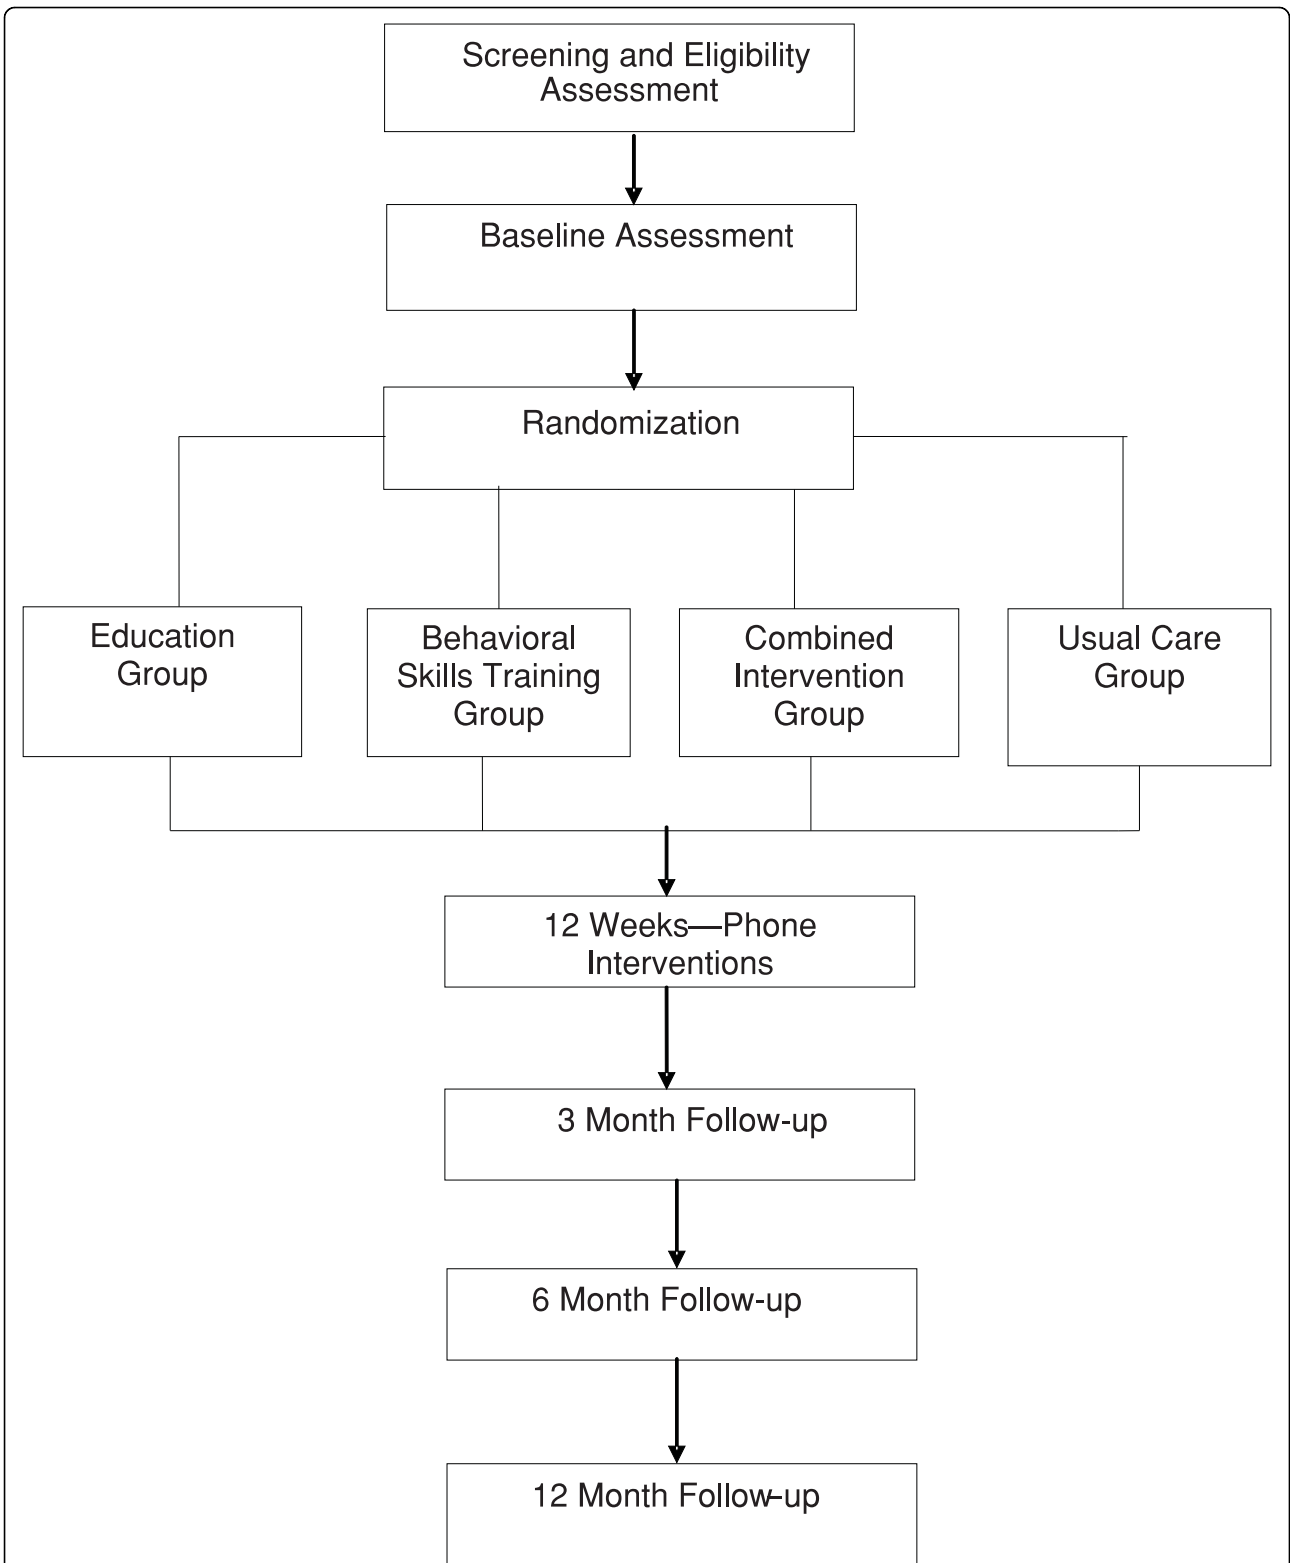 Screening and Eligibility
Assessment
Baseline Assessment
Randomization
Education
Group
Behavioral
Skills Training
Group
Combined
Intervention
Group
Usual Care
Group
12 Weeks—Phone
Interventions
3 Month Follow-up
6 Month Follow-up
12 Month Follow-up